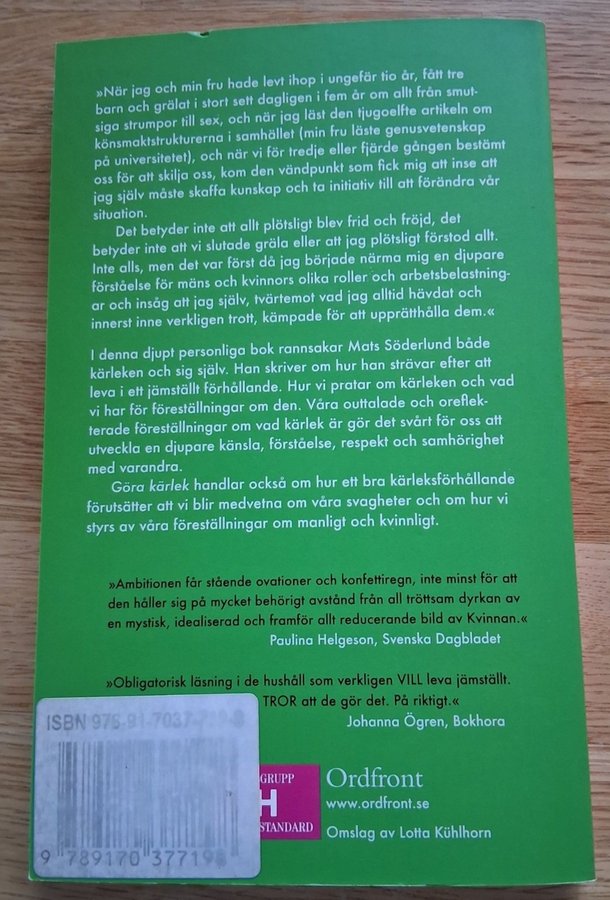 »När jag och min fru hade levt ihop i ungefär tio år, fått tre
barn och grälat i stort sett dagligen i fem år om allt från smut-
siga strumpor till sex, och när jag läst den tjugoelfte artikeln om
könsmaktstrukturerna i samhället (min fru läste genusvetenskap
på universitetet), och när vi för tredje eller fjärde gången bestämt
oss för att skilja oss, kom den vändpunkt som fick mig att inse att
jag själv måste skaffa kunskap och ta initiativ till att förändra vår
situation.
Det betyder inte att allt plötsligt blev frid och fröjd, det
betyder inte att vi slutade gräla eller att jag plötsligt förstod allt.
Inte alls, men det var först då jag började närma mig en djupare
förståelse för mäns och kvinnors olika roller och arbetsbelastning-
ar och insåg att jag själv, tvärtemot vad jag alltid hävdat och
innerst inne verkligen trott, kämpade för att upprätthålla dem.«
I denna djupt personliga bok rannsakar Mats Söderlund både
kärleken och sig själv. Han skriver om hur han strävar efter att
leva i ett jämställt förhållande. Hur vi pratar om kärleken och vad
vi har för föreställningar om den. Våra outtalade och oreflek-
terade föreställningar om vad kärlek är gör det svårt för oss att
utveckla en djupare känsla, förståelse, respekt och samhörighet
med varandra.
Göra kärlek handlar också om hur ett bra kärleksförhållande
förutsätter att vi blir medvetna om våra svagheter och om hur vi
styrs av våra föreställningar om manligt och kvinnligt.
»Ambitionen får stående ovationer och konfettiregn, inte minst för att
den håller sig på mycket behörigt avstånd från all tröttsam dyrkan av
en mystisk, idealiserad och framför allt reducerande bild av Kvinnan.«
Paulina Helgeson, Svenska Dagbladet
»Obligatorisk läsning i de hushåll som verkligen VILL leva jämställt.
TROR att de gör det. På riktigt.«
Johanna Ögren, Bokhora
ISBN 978-91-7037-719-8
9 789170 377198
GRUPP
H
STANDARD
Ordfront
www.ordfront.se
Omslag av Lotta Kühlhorn